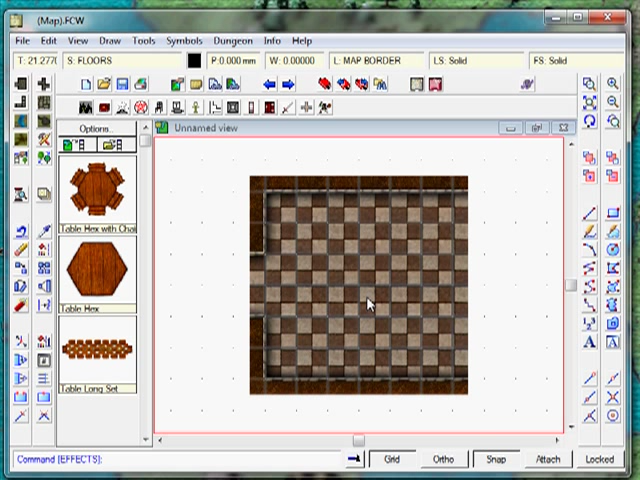 (Map).FCW
File Edit View Draw Tools Symbols Dungeon Info Help
T: 21.2770 S: FLOORS P:0.000 mm W: 0.00000 L: MAP BORDER LS: Solid FS: Solid
Options...
Unnamed view
Table Hex with Chai
Table Hex
Table Long Set
Command [EFFECTS]:
Grid Ortho Snap Attach Locked